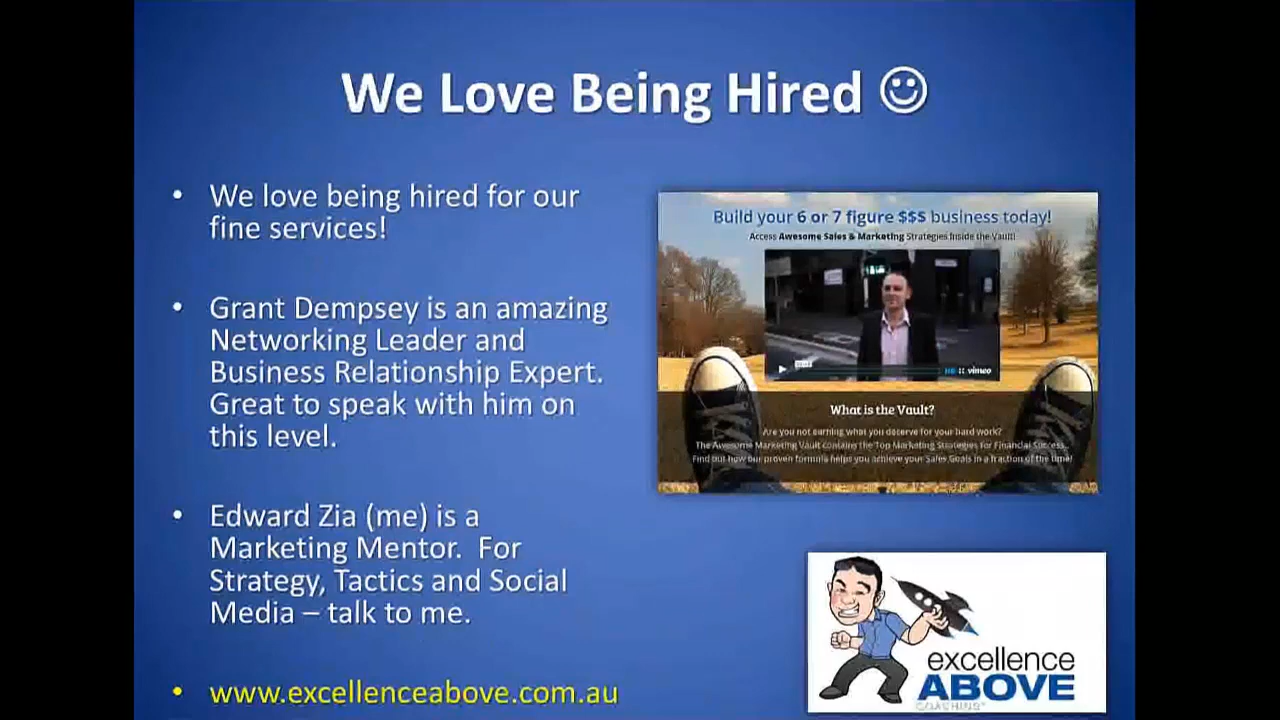 We Love Being Hired ☺
• We love being hired for our
fine services!
• Grant Dempsey is an amazing
Networking Leader and
Business Relationship Expert.
Great to speak with him on
this level.
• Edward Zia (me) is a
Marketing Mentor.  For
Strategy, Tactics and Social
Media – talk to me.
• www.excellenceabove.com.au
Build your 6 or 7 figure $$$ business today!
Access Awesome Sales & Marketing Strategies Inside the Vault!
HD vimeo
What is the Vault?
Are you not earning what you deserve for your hard work?
The Awesome Marketing Vault contains the Top Marketing Strategies for Financial Success..
Find out how our proven formula helps you achieve your Sales Goals in a fraction of the time!
excellence
ABOVE
COACHING